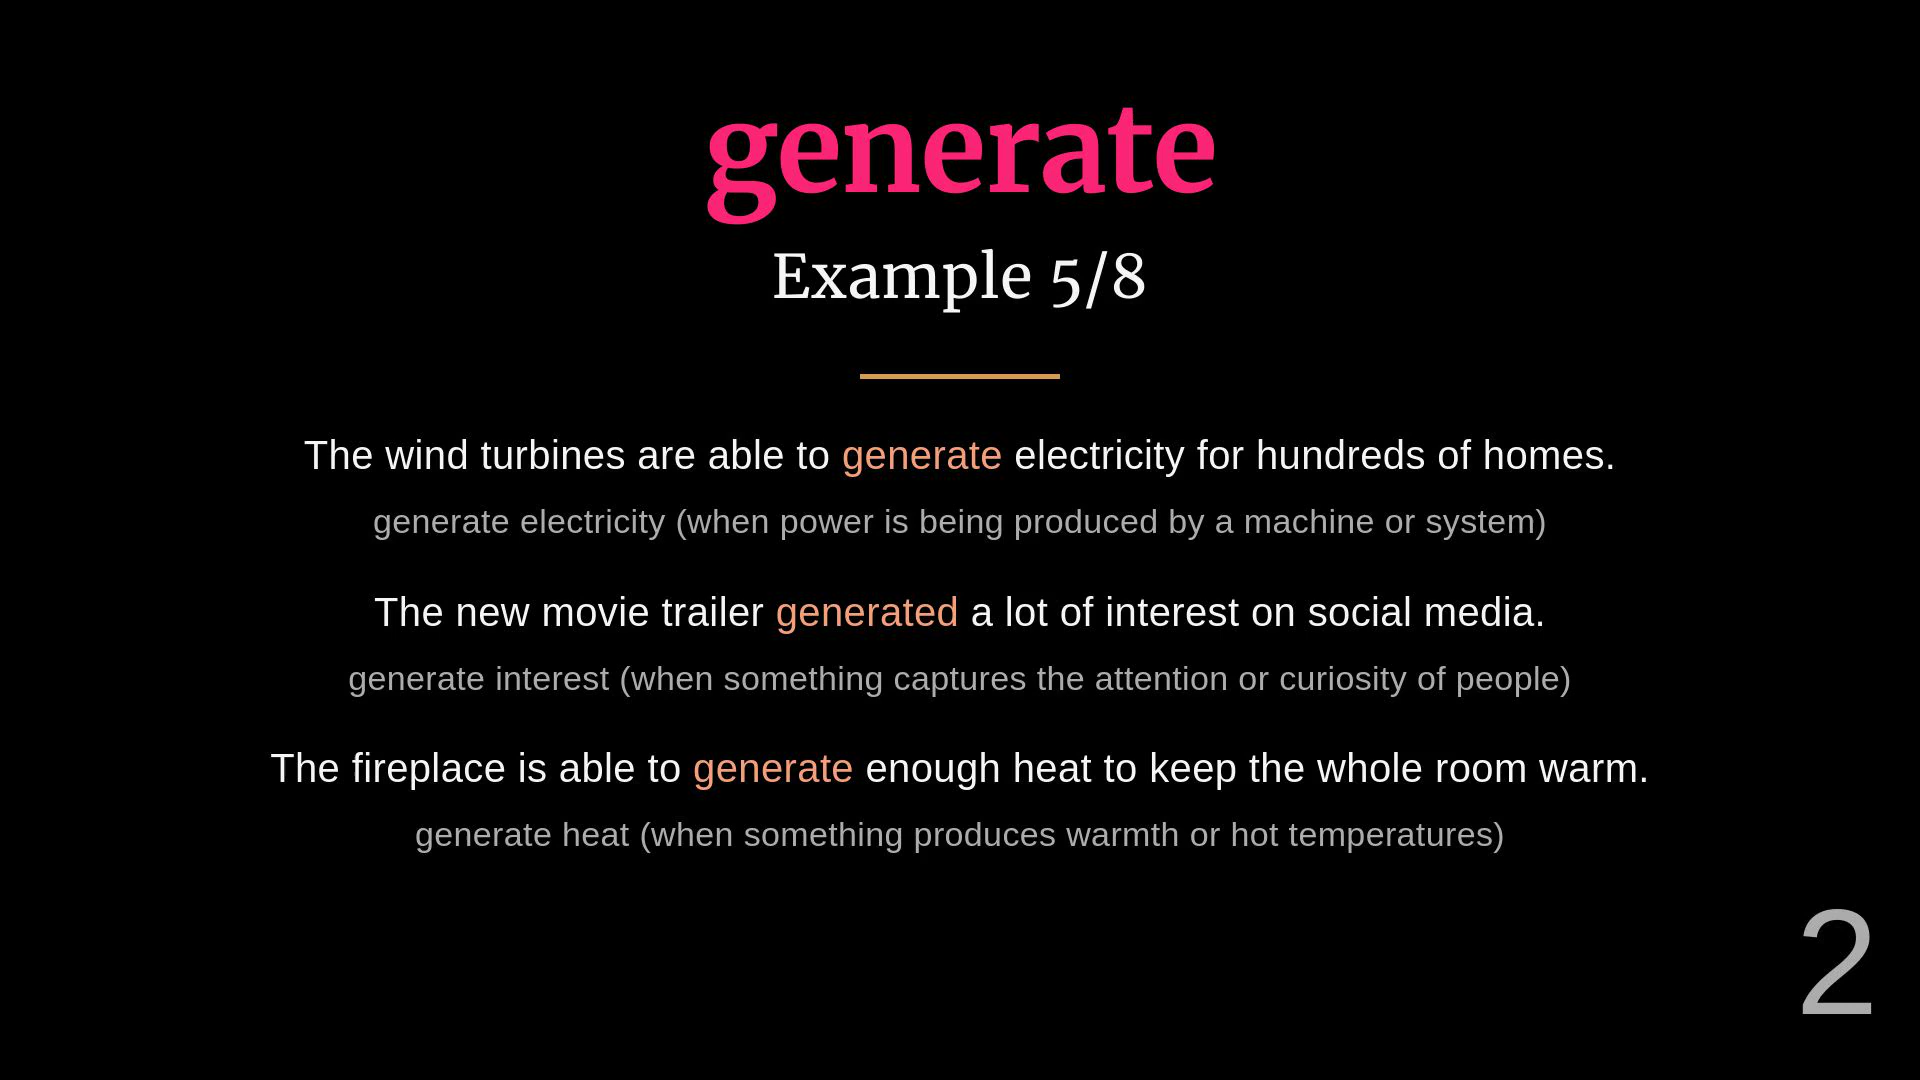 generate
Example 5/8
The wind turbines are able to generate electricity for hundreds of homes.
generate electricity (when power is being produced by a machine or system)
The new movie trailer generated a lot of interest on social media.
generate interest (when something captures the attention or curiosity of people)
The fireplace is able to generate enough heat to keep the whole room warm.
generate heat (when something produces warmth or hot temperatures)
2